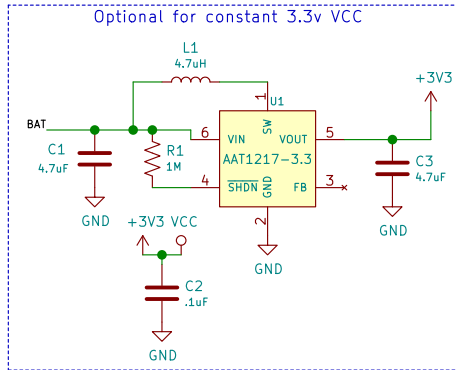 Optional for constant 3.3v VCC
L1
4.7uH
+3V3
1
U1
BAT
SW
6
VIN
VOUT
5
C1
4.7uF
R1
1M
AAT1217-3.3
C3
4.7uF
4
SHDN
GND
FB
3
GND
2
GND
+3V3 VCC
GND
C2
.1uF
GND